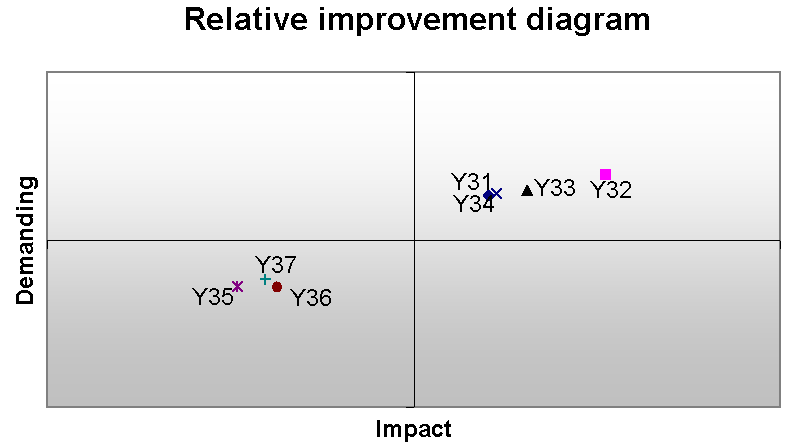 Relative improvement diagram
Demanding
Y31
Y34
Y33
Y32
Y37
Y35
Y36
Impact